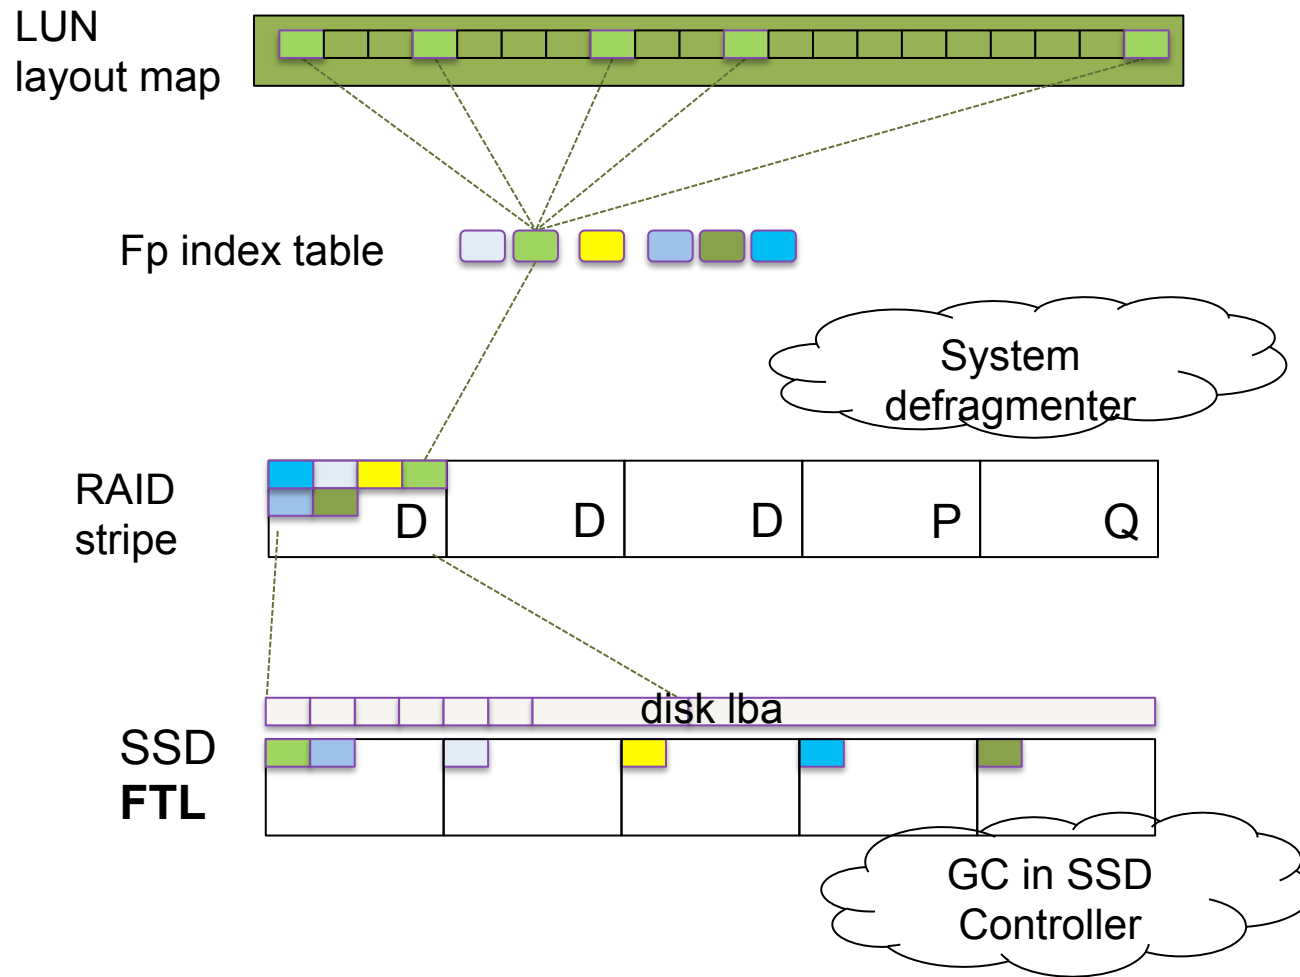 LUN
layout map
Fp index table
System
defragmenter
RAID
stripe
D
D
D
P
Q
disk lba
SSD
FTL
GC in SSD
Controller